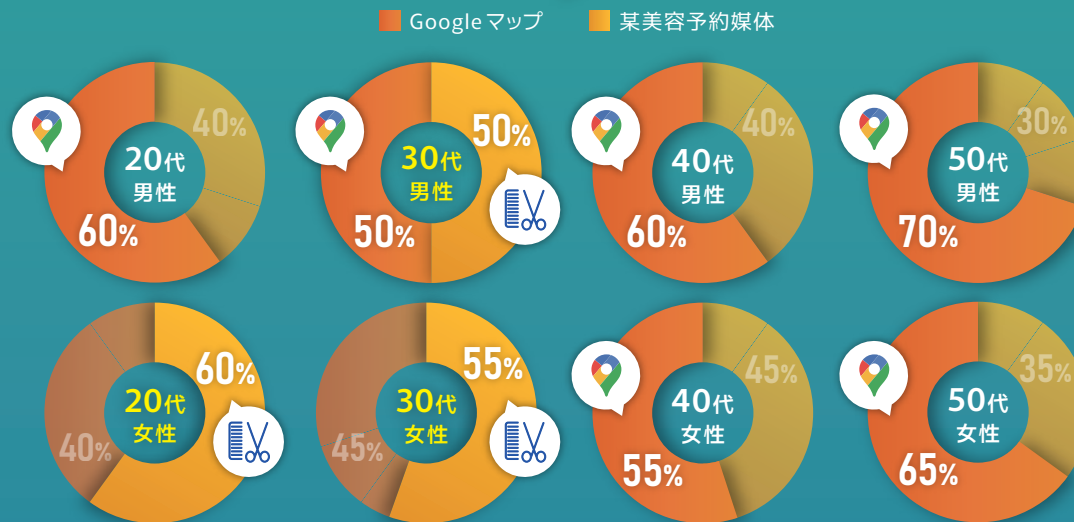 Googleマップ 某美容予約媒体
40%
20代
男性
60%
50%
30代
男性
50%
40%
40代
男性
60%
30%
50代
男性
70%
60%
20代
女性
40%
55%
30代
女性
45%
45%
40代
女性
55%
35%
50代
女性
65%